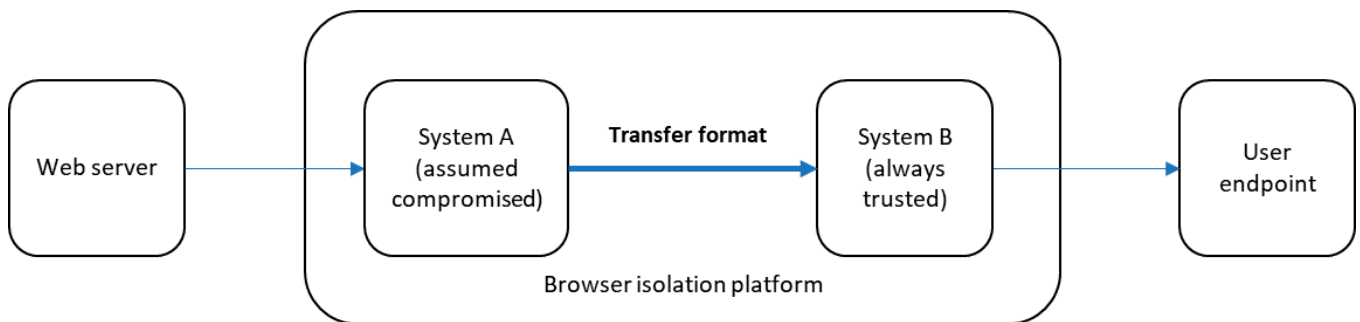 Web server
System A
(assumed
compromised)
Transfer format
System B
(always
trusted)
User
endpoint
Browser isolation platform